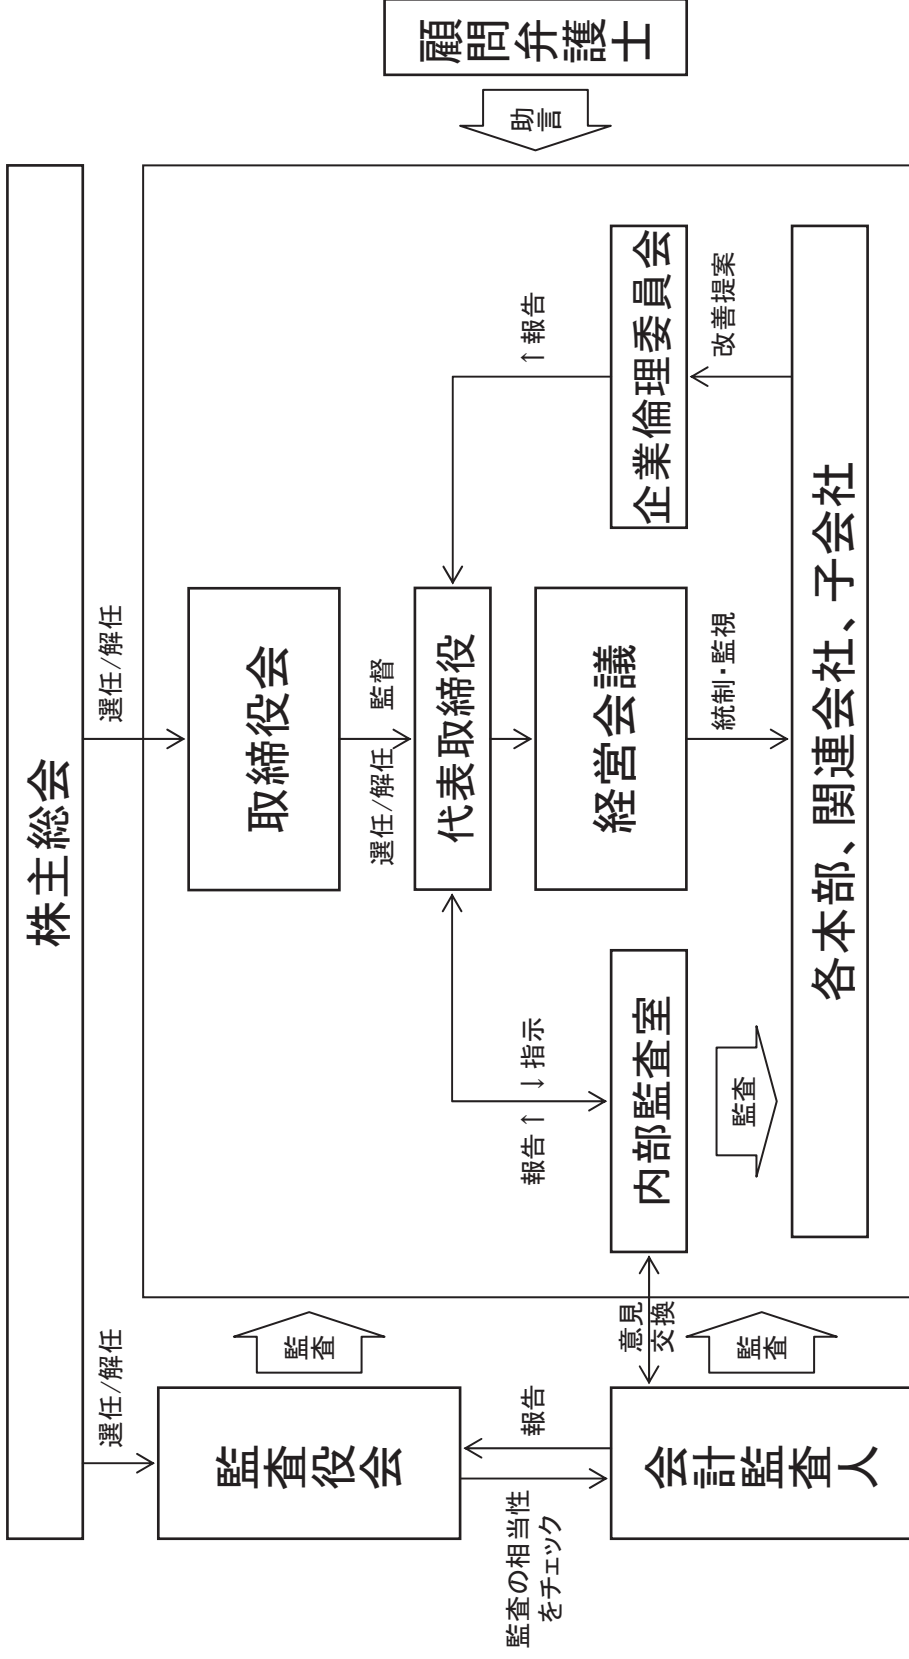 株主総会
選任/解任
選任/解任
監査役会
監査
取締役会
選任/解任
監督
代表取締役
報告↑
↓指示
↑報告
助言
顧問弁護士
監査の相当性
をチェック
報告
経営会議
会計監査人
意見
交換
監査
内部監査室
監査
統制・監視
企業倫理委員会
改善提案
各本部、関連会社、子会社